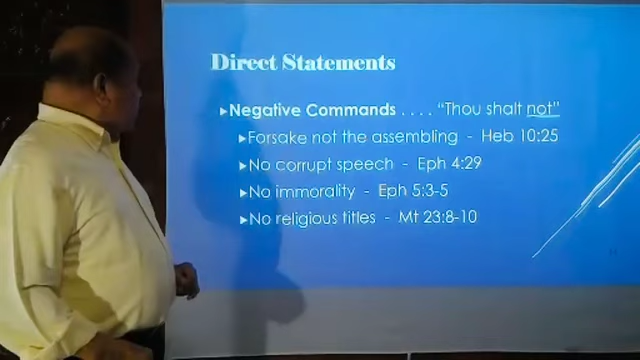 Direct Statements
▸Negative Commands . . . . “Thou shalt not”
▸Forsake not the assembling - Heb 10:25
▸No corrupt speech - Eph 4:29
▸No immorality - Eph 5:3-5
▸No religious titles - Mt 23:8-10